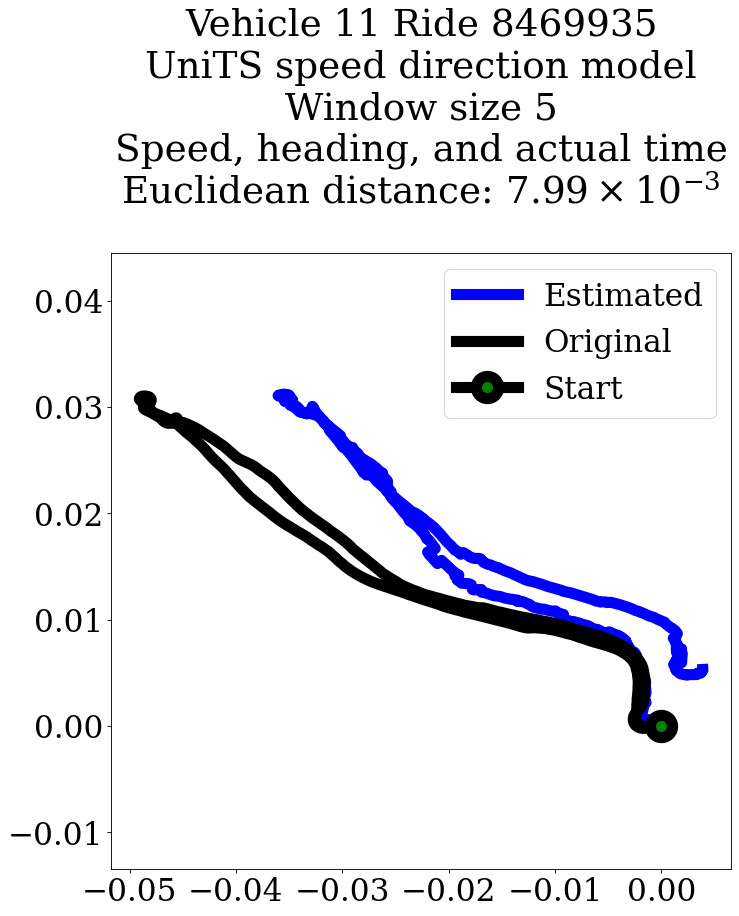 Vehicle 11 Ride 8469935
UniTS speed direction model
Window size 5
Speed, heading, and actual time
Euclidean distance: 7.99 × 10⁻³
Estimated
Original
Start
0.04
0.03
0.02
0.01
0.00
−0.01
−0.05 −0.04 −0.03 −0.02 −0.01 0.00